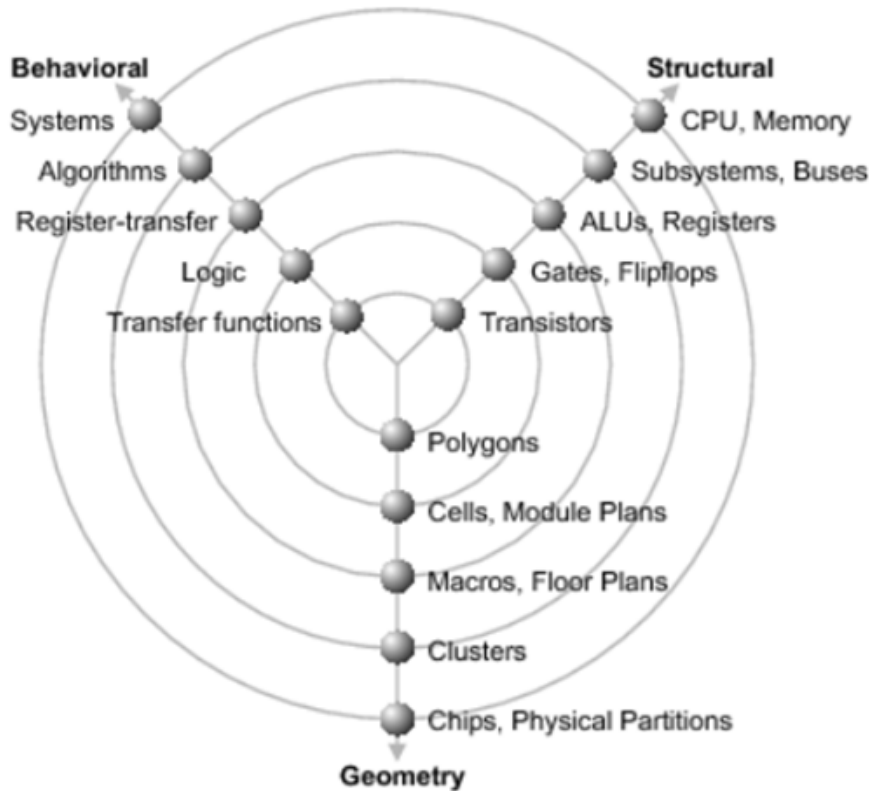 Behavioral
Structural
Systems
CPU, Memory
Algorithms
Subsystems, Buses
Register-transfer
ALUs, Registers
Logic
Gates, Flipflops
Transfer functions
Transistors
Polygons
Cells, Module Plans
Macros, Floor Plans
Clusters
Chips, Physical Partitions
Geometry